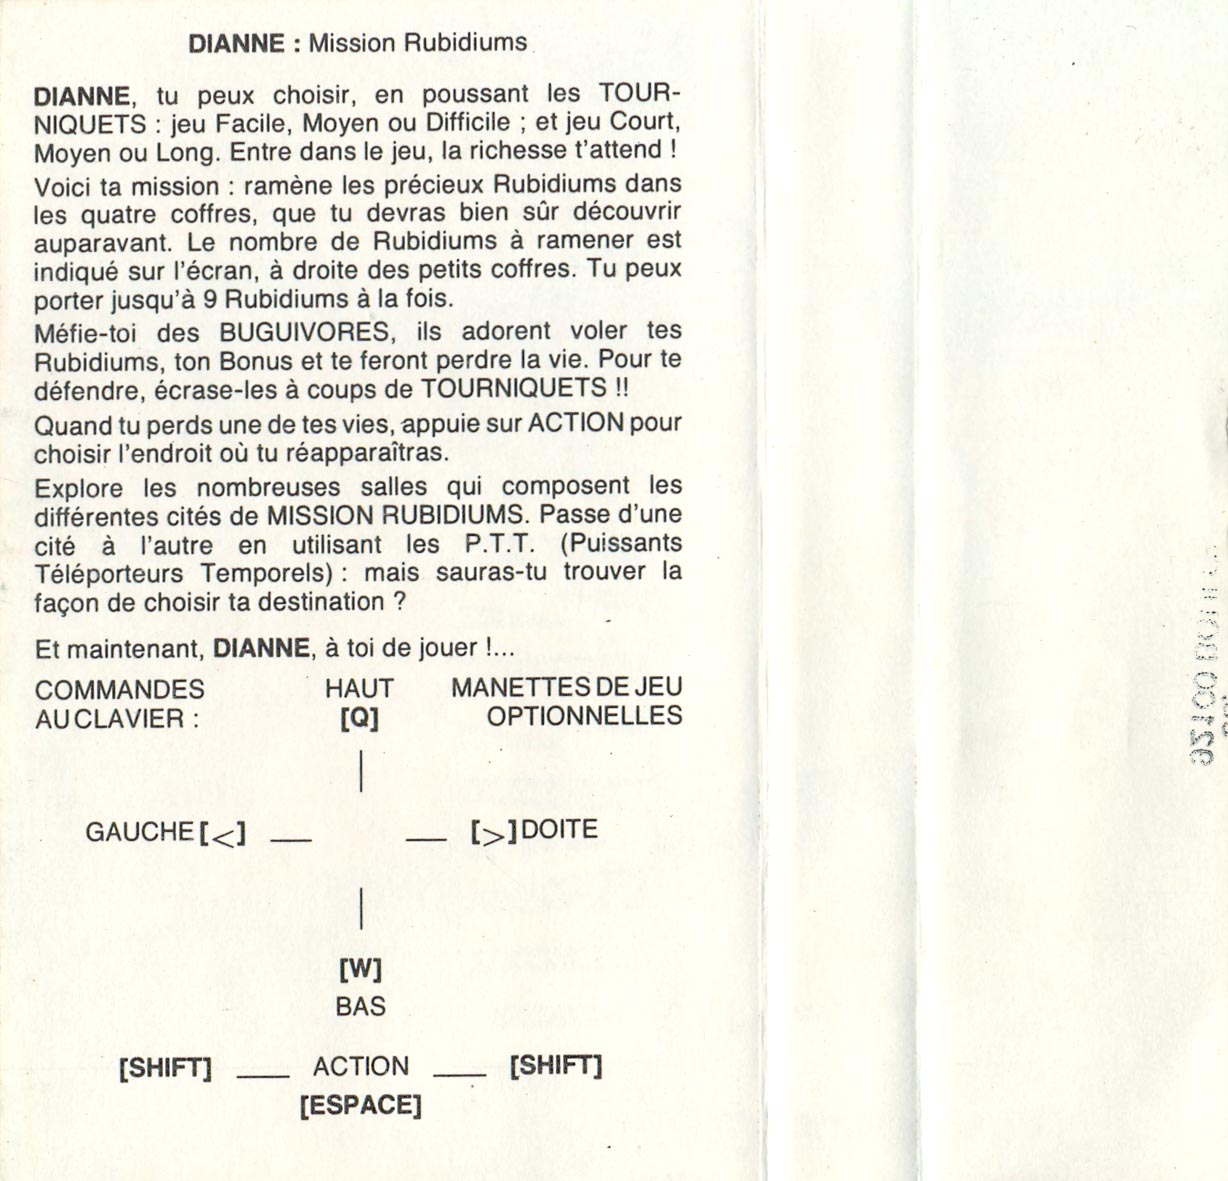 DIANNE : Mission Rubidiums
DIANNE, tu peux choisir, en poussant les TOUR-
NIQUETS : jeu Facile, Moyen ou Difficile ; et jeu Court,
Moyen ou Long. Entre dans le jeu, la richesse t'attend !
Voici ta mission : ramène les précieux Rubidiums dans
les quatre coffres, que tu devras bien sûr découvrir
auparavant. Le nombre de Rubidiums à ramener est
indiqué sur l'écran, à droite des petits coffres. Tu peux
porter jusqu'à 9 Rubidiums à la fois.
Méfie-toi des BUGUIVORES, ils adorent voler tes
Rubidiums, ton Bonus et te feront perdre la vie. Pour te
défendre, écrase-les à coups de TOURNIQUETS !!
Quand tu perds une de tes vies, appuie sur ACTION pour
choisir l'endroit où tu réapparaîtras.
Explore les nombreuses salles qui composent les
différentes cités de MISSION RUBIDIUMS. Passe d'une
cité à l'autre en utilisant les P.T.T. (Puissants
Téléporteurs Temporels) : mais sauras-tu trouver la
façon de choisir ta destination ?
Et maintenant, DIANNE, à toi de jouer !...
COMMANDES HAUT MANETTES DE JEU
AU CLAVIER : [Q] OPTIONNELLES
GAUCHE [<] — — [>] DOITE
[W]
BAS
[SHIFT] — ACTION — [SHIFT]
[ESPACE]
92100